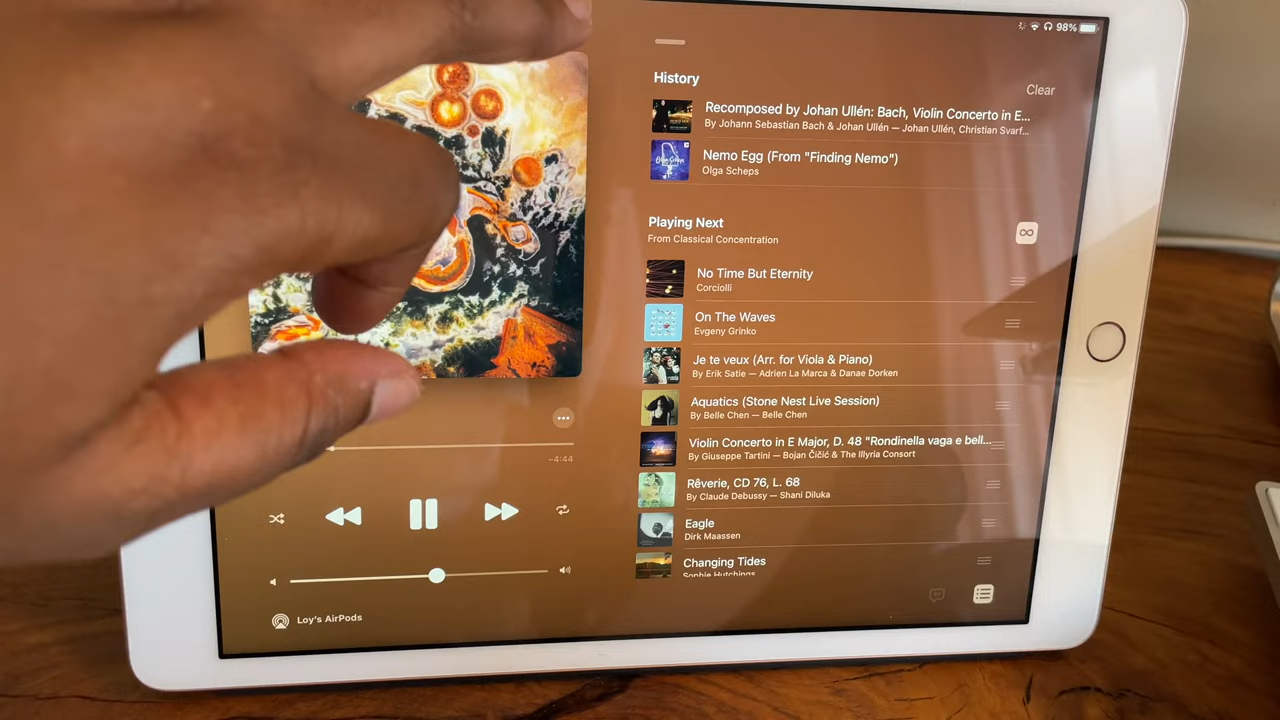 98%
History
Clear
Recomposed by Johan Ullén: Bach, Violin Concerto in E...
By Johann Sebastian Bach & Johan Ullén — Johan Ullén, Christian Svarf...
Nemo Egg (From "Finding Nemo")
Olga Scheps
Playing Next
From Classical Concentration
No Time But Eternity
Corciolli
On The Waves
Evgeny Grinko
Je te veux (Arr. for Viola & Piano)
By Erik Satie — Adrien La Marca & Danae Dorken
Aquatics (Stone Nest Live Session)
By Belle Chen — Belle Chen
Violin Concerto in E Major, D. 48 "Rondinella vaga e bell...
By Giuseppe Tartini — Bojan Čičić & The Illyria Consort
Rêverie, CD 76, L. 68
By Claude Debussy — Shani Diluka
Eagle
Dirk Maassen
Changing Tides
Sophie Hutchings
-4:44
Loy's AirPods